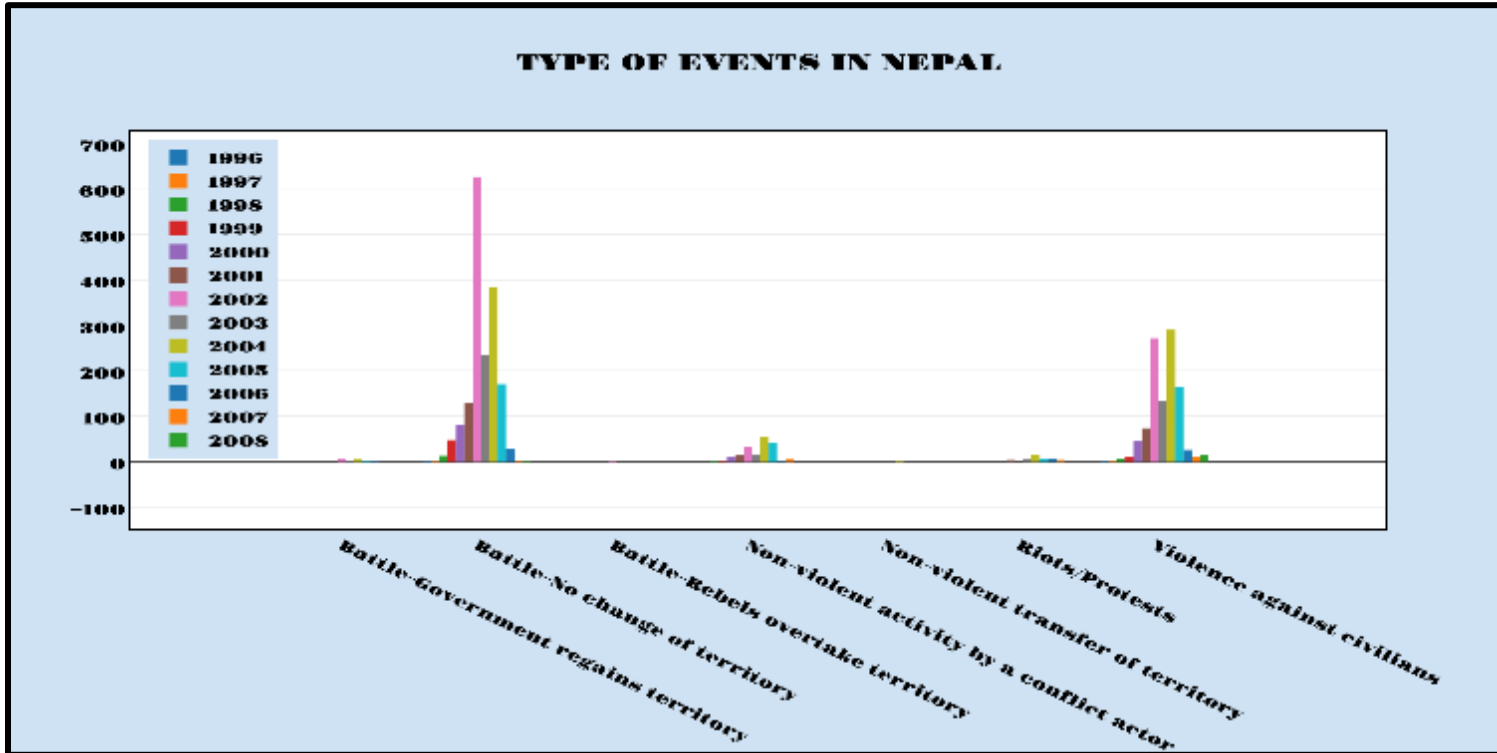 TYPE OF EVENTS IN NEPAL
700
600
500
400
300
200
100
0
-100
1996
1997
1998
1999
2000
2001
2002
2003
2004
2005
2006
2007
2008
Battle-Government regains territory
Battle-No change of territory
Battle-Rebels overtake territory
Non-violent activity by a conflict actor
Non-violent transfer of territory
Riots/Protests
Violence against civilians